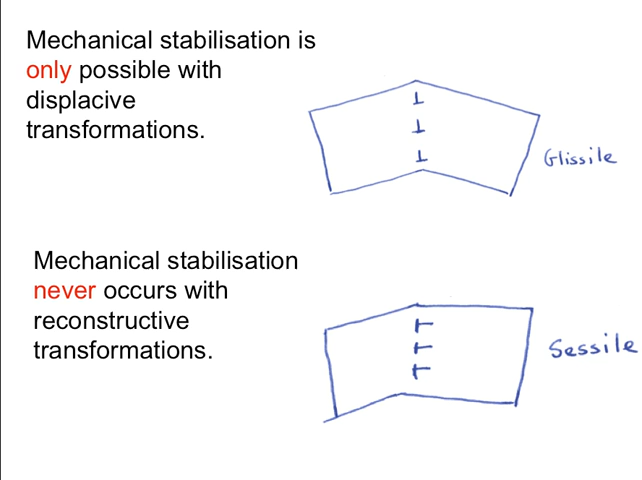 Mechanical stabilisation is
only possible with
displacive
transformations.
Glissile
Mechanical stabilisation
never occurs with
reconstructive
transformations.
Sessile